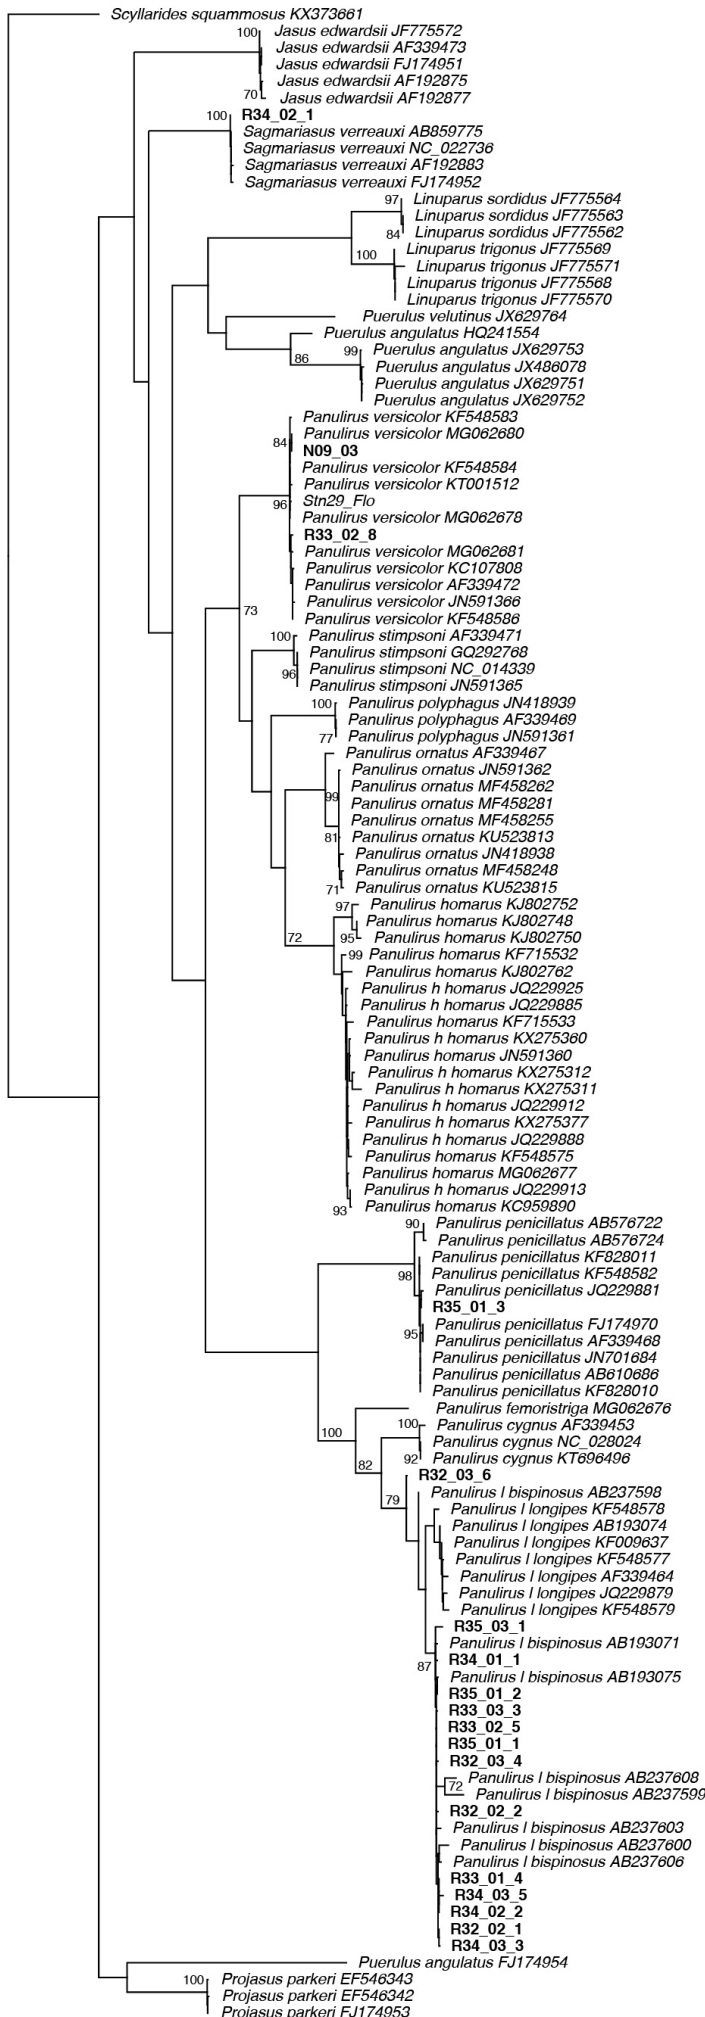 Scyllarides squammosus KX373661
100
Jasus edwardsii JF775572
Jasus edwardsii AF339473
Jasus edwardsii FJ174951
Jasus edwardsii AF192875
70
Jasus edwardsii AF192877
100
R34_02_1
Sagmariasus verreauxi AB859775
Sagmariasus verreauxi NC_022736
Sagmariasus verreauxi AF192883
Sagmariasus verreauxi FJ174952
97
Linuparus sordidus JF775564
Linuparus sordidus JF775563
84
Linuparus sordidus JF775562
100
Linuparus trigonus JF775569
Linuparus trigonus JF775571
Linuparus trigonus JF775568
Linuparus trigonus JF775570
Puerulus velutinus JX629764
Puerulus angulatus HQ241554
86
99
Puerulus angulatus JX629753
Puerulus angulatus JX486078
Puerulus angulatus JX629751
Puerulus angulatus JX629752
Panulirus versicolor KF548583
84
Panulirus versicolor MG062680
N09_03
Panulirus versicolor KF548584
Panulirus versicolor KT001512
96
Stn29_Flo
Panulirus versicolor MG062678
R33_02_8
Panulirus versicolor MG062681
Panulirus versicolor KC107808
Panulirus versicolor AF339472
Panulirus versicolor JN591366
73
Panulirus versicolor KF548586
100
Panulirus stimpsoni AF339471
Panulirus stimpsoni GQ292768
96
Panulirus stimpsoni NC_014339
Panulirus stimpsoni JN591365
100
Panulirus polyphagus JN418939
Panulirus polyphagus AF339469
77
Panulirus polyphagus JN591361
Panulirus ornatus AF339467
Panulirus ornatus JN591362
Panulirus ornatus MF458262
99
Panulirus ornatus MF458281
Panulirus ornatus MF458255
81
Panulirus ornatus KU523813
Panulirus ornatus JN418938
Panulirus ornatus MF458248
71
Panulirus ornatus KU523815
97
Panulirus homarus KJ802752
Panulirus homarus KJ802748
72
95
Panulirus homarus KJ802750
99
Panulirus homarus KF715532
Panulirus homarus KJ802762
Panulirus h homarus JQ229925
Panulirus h homarus JQ229885
Panulirus homarus KF715533
Panulirus h homarus KX275360
Panulirus homarus JN591360
Panulirus h homarus KX275312
Panulirus h homarus KX275311
Panulirus h homarus JQ229912
Panulirus h homarus KX275377
Panulirus h homarus JQ229888
Panulirus homarus KF548575
Panulirus homarus MG062677
Panulirus h homarus JQ229913
93
Panulirus homarus KC959890
90
Panulirus penicillatus AB576722
Panulirus penicillatus AB576724
Panulirus penicillatus KF828011
98
Panulirus penicillatus KF548582
Panulirus penicillatus JQ229881
R35_01_3
95
Panulirus penicillatus FJ174970
Panulirus penicillatus AF339468
Panulirus penicillatus JN701684
Panulirus penicillatus AB610686
Panulirus penicillatus KF828010
Panulirus femoristriga MG062676
100
100
Panulirus cygnus AF339453
Panulirus cygnus NC_028024
82
92
Panulirus cygnus KT696496
R32_03_6
79
Panulirus l bispinosus AB237598
Panulirus l longipes KF548578
Panulirus l longipes AB193074
Panulirus l longipes KF009637
Panulirus l longipes KF548577
Panulirus l longipes AF339464
Panulirus l longipes JQ229879
Panulirus l longipes KF548579
R35_03_1
Panulirus l bispinosus AB193071
87
R34_01_1
Panulirus l bispinosus AB193075
R35_01_2
R33_03_3
R33_02_5
R35_01_1
R32_03_4
Panulirus l bispinosus AB237608
72
Panulirus l bispinosus AB237599
R32_02_2
Panulirus l bispinosus AB237603
Panulirus l bispinosus AB237600
Panulirus l bispinosus AB237606
R33_01_4
R34_03_5
R34_02_2
R32_02_1
R34_03_3
Puerulus angulatus FJ174954
100
Projasus parkeri EF546343
Projasus parkeri EF546342
Projasus parkeri FJ174953